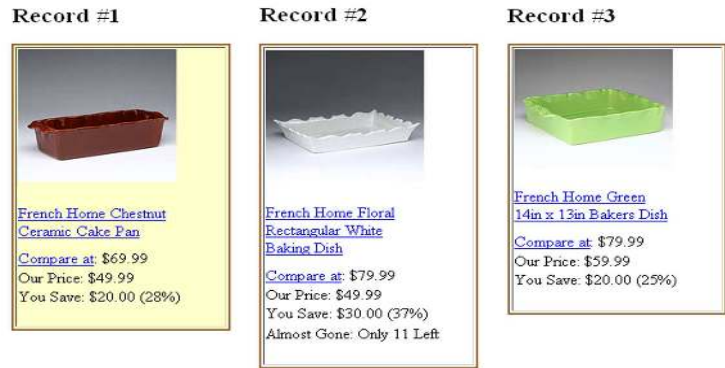 Record #1
French Home Chestnut
Ceramic Cake Pan
Compare at: $69.99
Our Price: $49.99
You Save: $20.00 (28%)
Record #2
French Home Floral
Rectangular White
Baking Dish
Compare at: $79.99
Our Price: $49.99
You Save: $30.00 (37%)
Almost Gone: Only 11 Left
Record #3
French Home Green
14in x 13in Bakers Dish
Compare at: $79.99
Our Price: $59.99
You Save: $20.00 (25%)